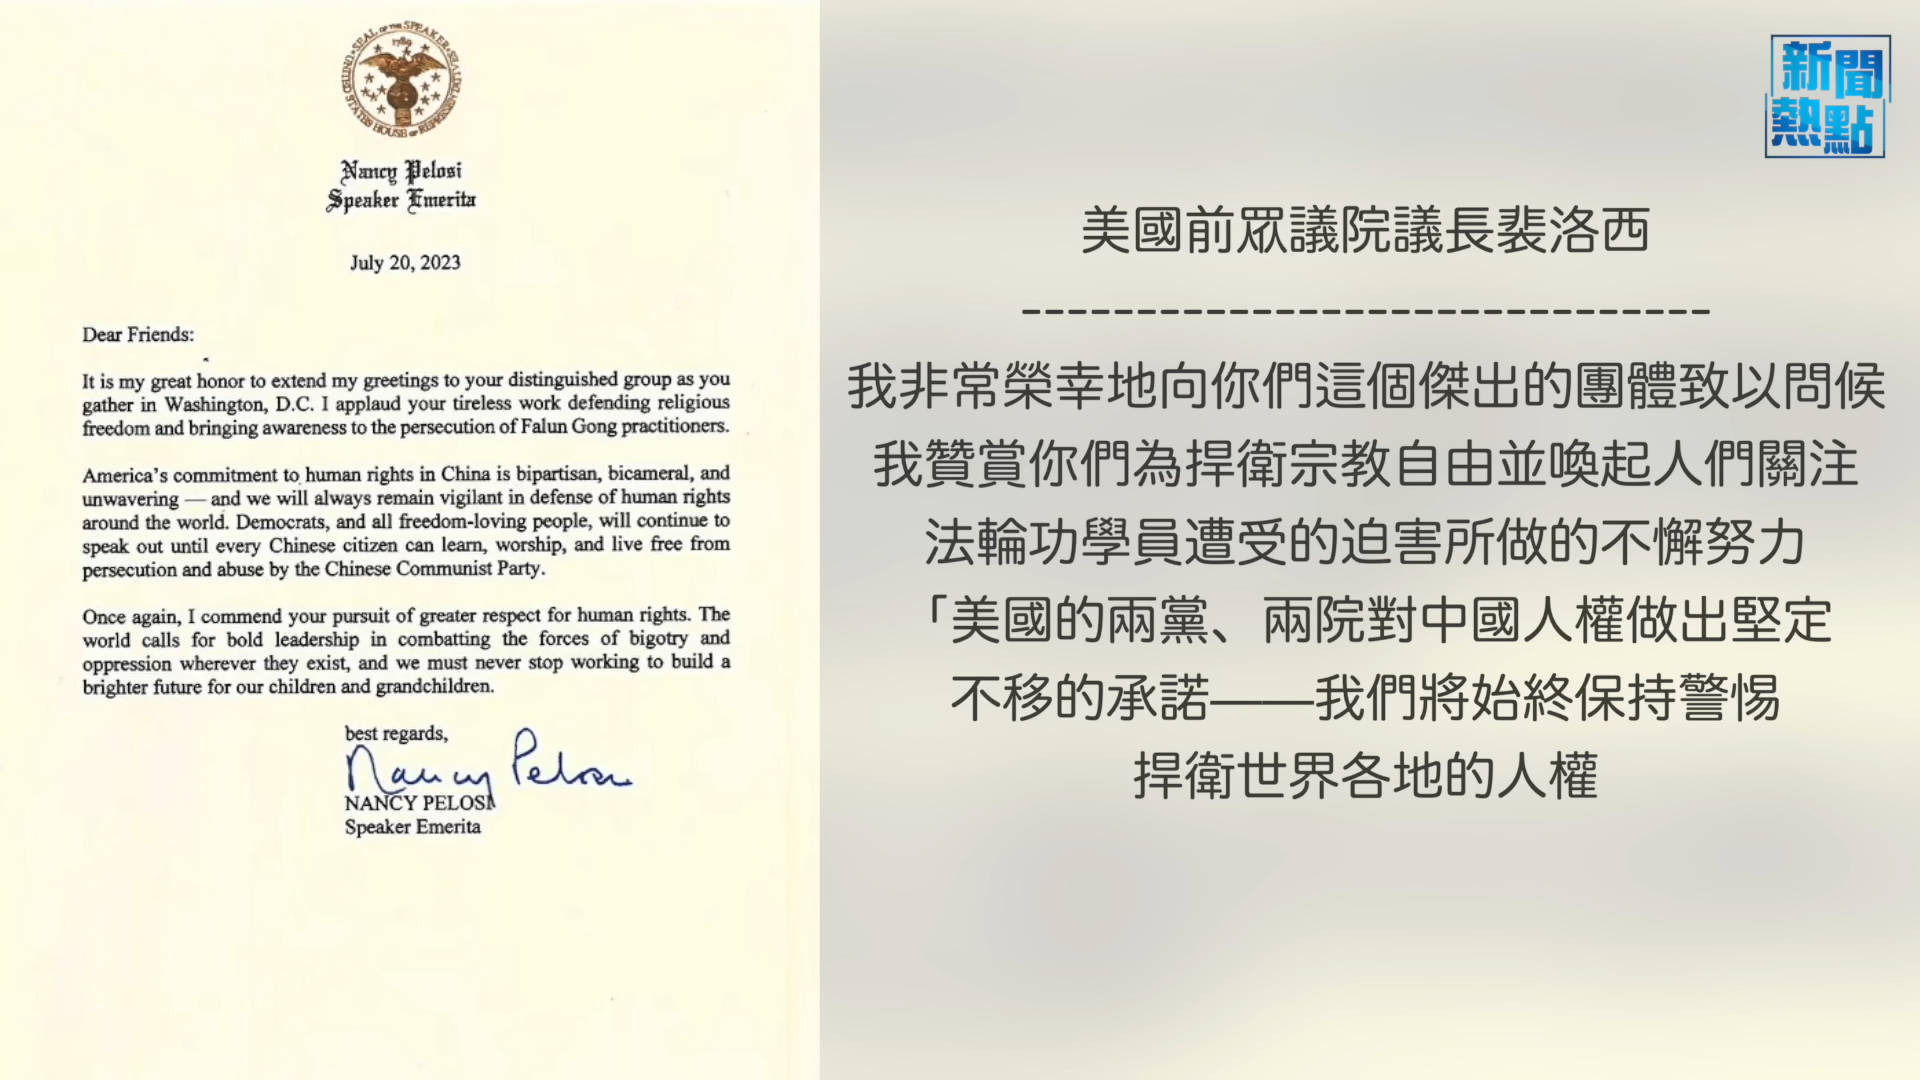 SEAL OF THE SPEAKER
1789
UNITED STATES HOUSE OF REPRESENTATIVES
Nancy Pelosi
Speaker Emerita
July 20, 2023
Dear Friends:
It is my great honor to extend my greetings to your distinguished group as you
gather in Washington, D.C. I applaud your tireless work defending religious
freedom and bringing awareness to the persecution of Falun Gong practitioners.
America's commitment to human rights in China is bipartisan, bicameral, and
unwavering — and we will always remain vigilant in defense of human rights
around the world. Democrats, and all freedom-loving people, will continue to
speak out until every Chinese citizen can learn, worship, and live free from
persecution and abuse by the Chinese Communist Party.
Once again, I commend your pursuit of greater respect for human rights. The
world calls for bold leadership in combatting the forces of bigotry and
oppression wherever they exist, and we must never stop working to build a
brighter future for our children and grandchildren.
best regards,
Nancy Pelosi
NANCY PELOSI
Speaker Emerita
新聞
熱點
美國前眾議院議長裴洛西
------------------------------
我非常榮幸地向你們這個傑出的團體致以問候
我贊賞你們為捍衛宗教自由並喚起人們關注
法輪功學員遭受的迫害所做的不懈努力
「美國的兩黨、兩院對中國人權做出堅定
不移的承諾——我們將始終保持警惕
捍衛世界各地的人權